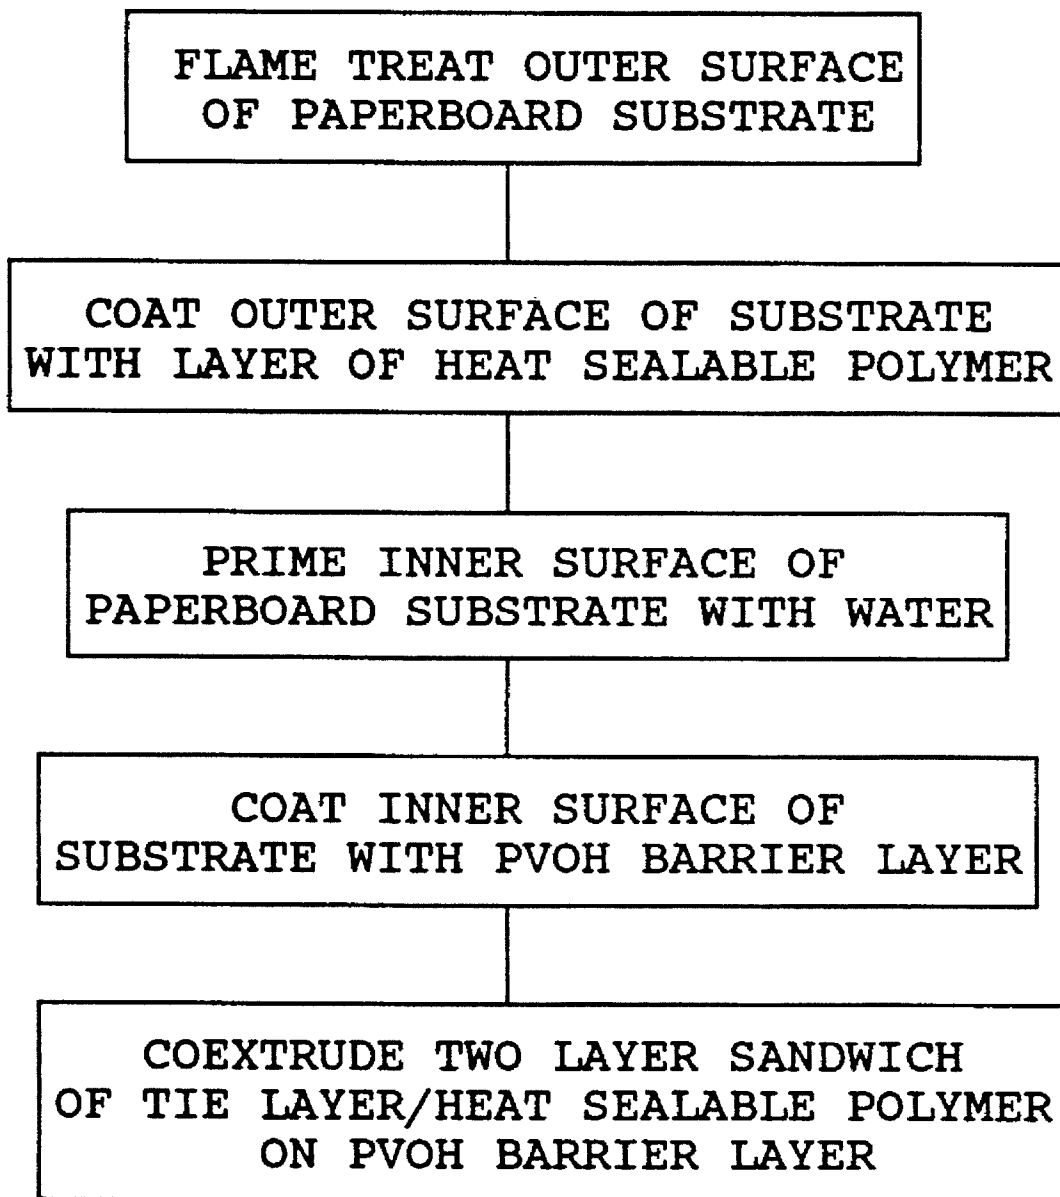 FLAME TREAT OUTER SURFACE
OF PAPERBOARD SUBSTRATE
COAT OUTER SURFACE OF SUBSTRATE
WITH LAYER OF HEAT SEALABLE POLYMER
PRIME INNER SURFACE OF
PAPERBOARD SUBSTRATE WITH WATER
COAT INNER SURFACE OF
SUBSTRATE WITH PVOH BARRIER LAYER
COEXTRUDE TWO LAYER SANDWICH
OF TIE LAYER/HEAT SEALABLE POLYMER
ON PVOH BARRIER LAYER